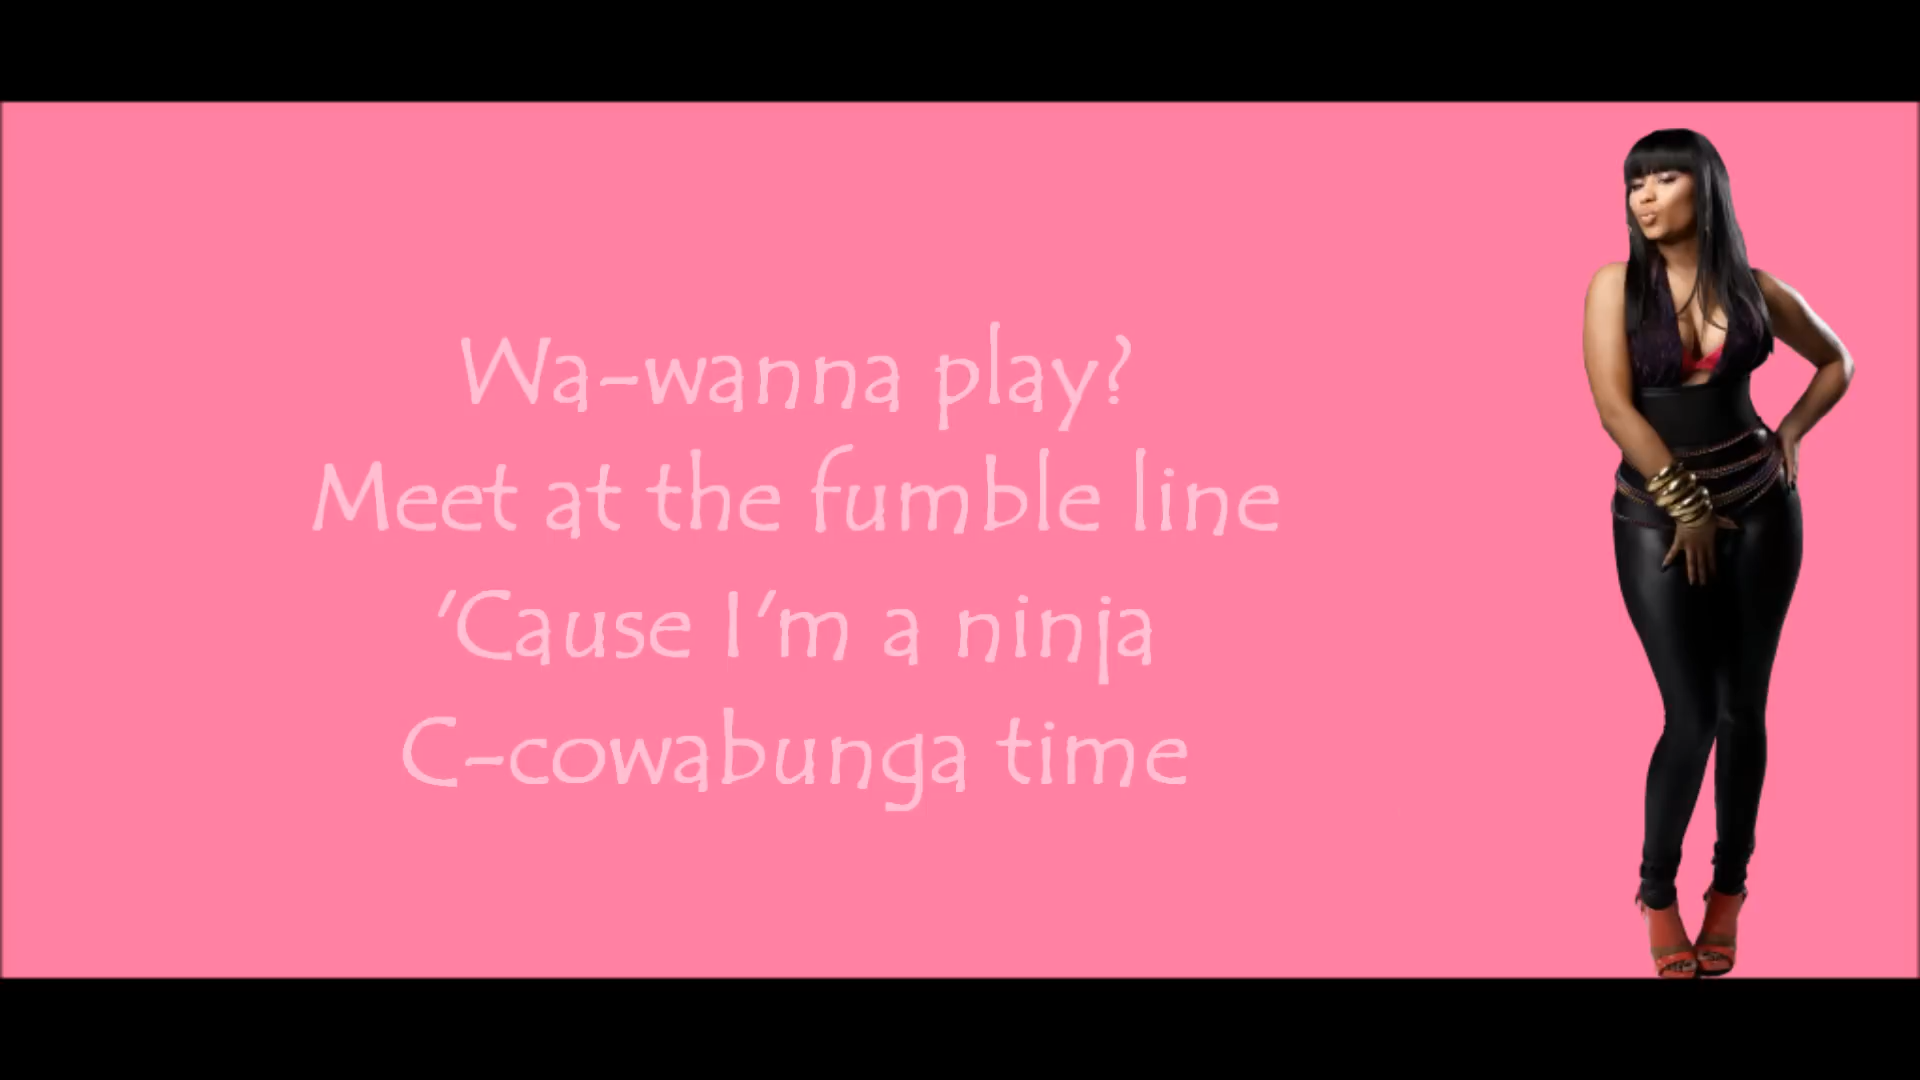 Wa-wanna play?
Meet at the fumble line
'Cause I'm a ninja
C-cowabunga time